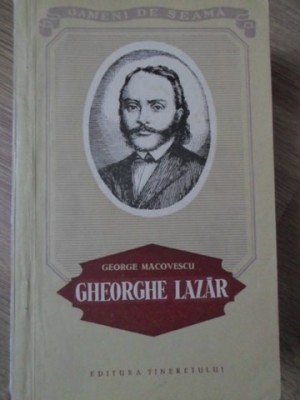 OAMENI DE SEAMĂ
GEORGE MACOVESCU
GHEORGHE LAZĂR
EDITURA TINERETULUI